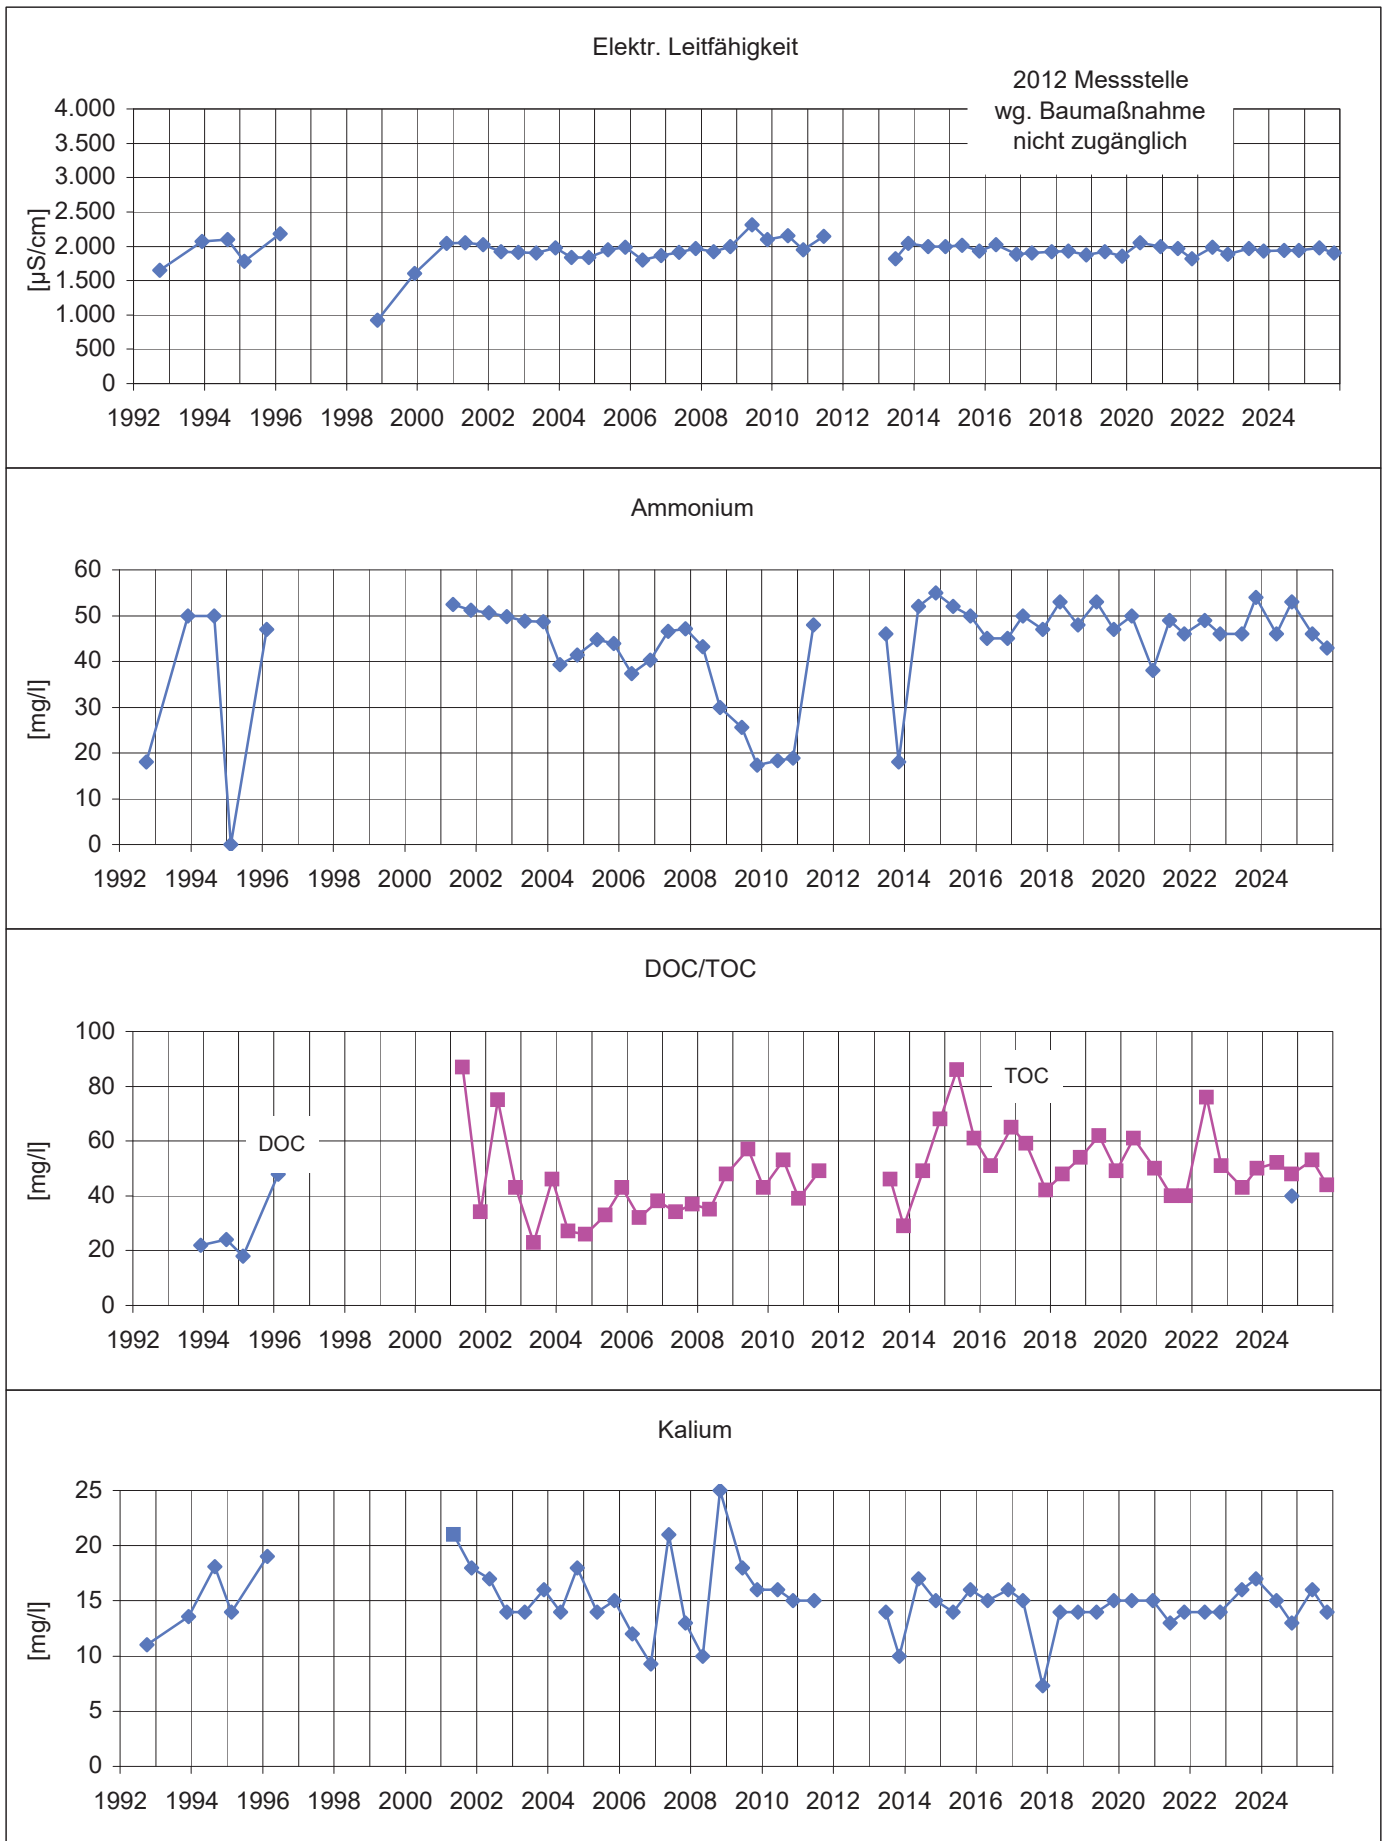 Elektr. Leitfähigkeit
2012 Messstelle
wg. Baumaßnahme
nicht zugänglich
[µS/cm]
4.000
3.500
3.000
2.500
2.000
1.500
1.000
500
0
1992 1994 1996 1998 2000 2002 2004 2006 2008 2010 2012 2014 2016 2018 2020 2022 2024
Ammonium
[mg/l]
60
50
40
30
20
10
0
1992 1994 1996 1998 2000 2002 2004 2006 2008 2010 2012 2014 2016 2018 2020 2022 2024
DOC/TOC
[mg/l]
100
80
60
40
20
0
DOC
TOC
1992 1994 1996 1998 2000 2002 2004 2006 2008 2010 2012 2014 2016 2018 2020 2022 2024
Kalium
[mg/l]
25
20
15
10
5
0
1992 1994 1996 1998 2000 2002 2004 2006 2008 2010 2012 2014 2016 2018 2020 2022 2024